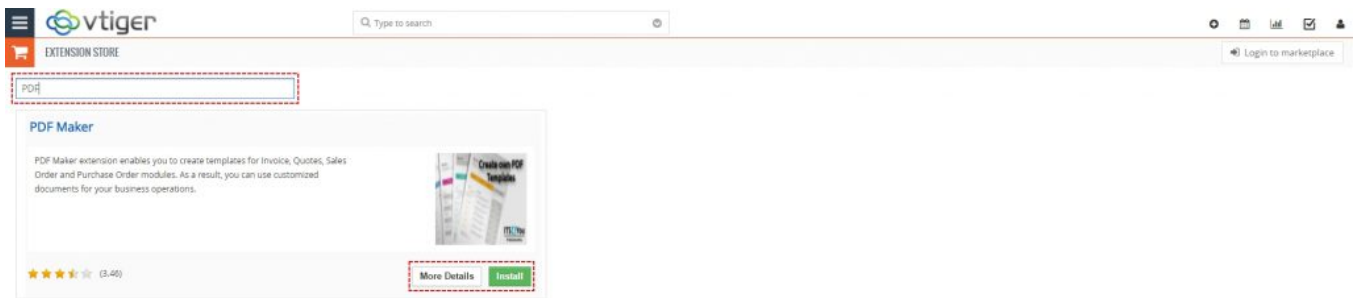 vtiger
Type to search
EXTENSION STORE
Login to marketplace
PDF
PDF Maker
PDF Maker extension enables you to create templates for Invoice, Quotes, Sales
Order and Purchase Order modules. As a result, you can use customized
documents for your business operations.
Create own PDF
Templates
(3.46)
More Details
Install